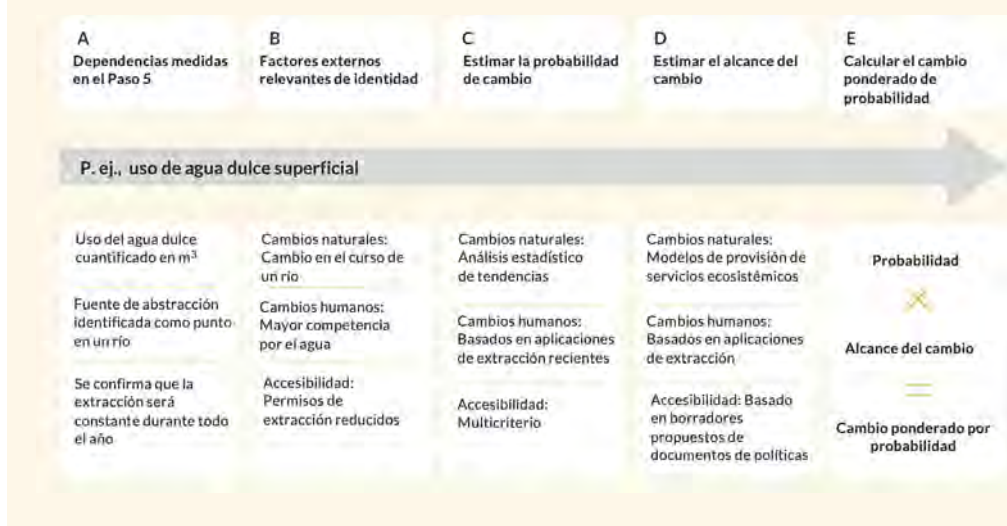 A
Dependencias medidas
en el Paso 5
B
Factores externos
relevantes de identidad
C
Estimar la probabilidad
de cambio
D
Estimar el alcance del
cambio
E
Calcular el cambio
ponderado de
probabilidad
P. ej., uso de agua dulce superficial
Uso del agua dulce
cuantificado en m³
Fuente de abstracción
identificada como punto
en un río
Se confirma que la
extracción será
constante durante todo
el año
Cambios naturales:
Cambio en el curso de
un río
Cambios humanos:
Mayor competencia
por el agua
Accesibilidad:
Permisos de
extracción reducidos
Cambios naturales:
Análisis estadístico
de tendencias
Cambios humanos:
Basados en aplicaciones
de extracción recientes
Accesibilidad:
Multicriterio
Cambios naturales:
Modelos de provisión de
servicios ecosistémicos
Cambios humanos:
Basados en aplicaciones
de extracción
Accesibilidad: Basado
en borradores
propuestos de
documentos de políticas
Probabilidad
×
Alcance del cambio
=
Cambio ponderado por
probabilidad